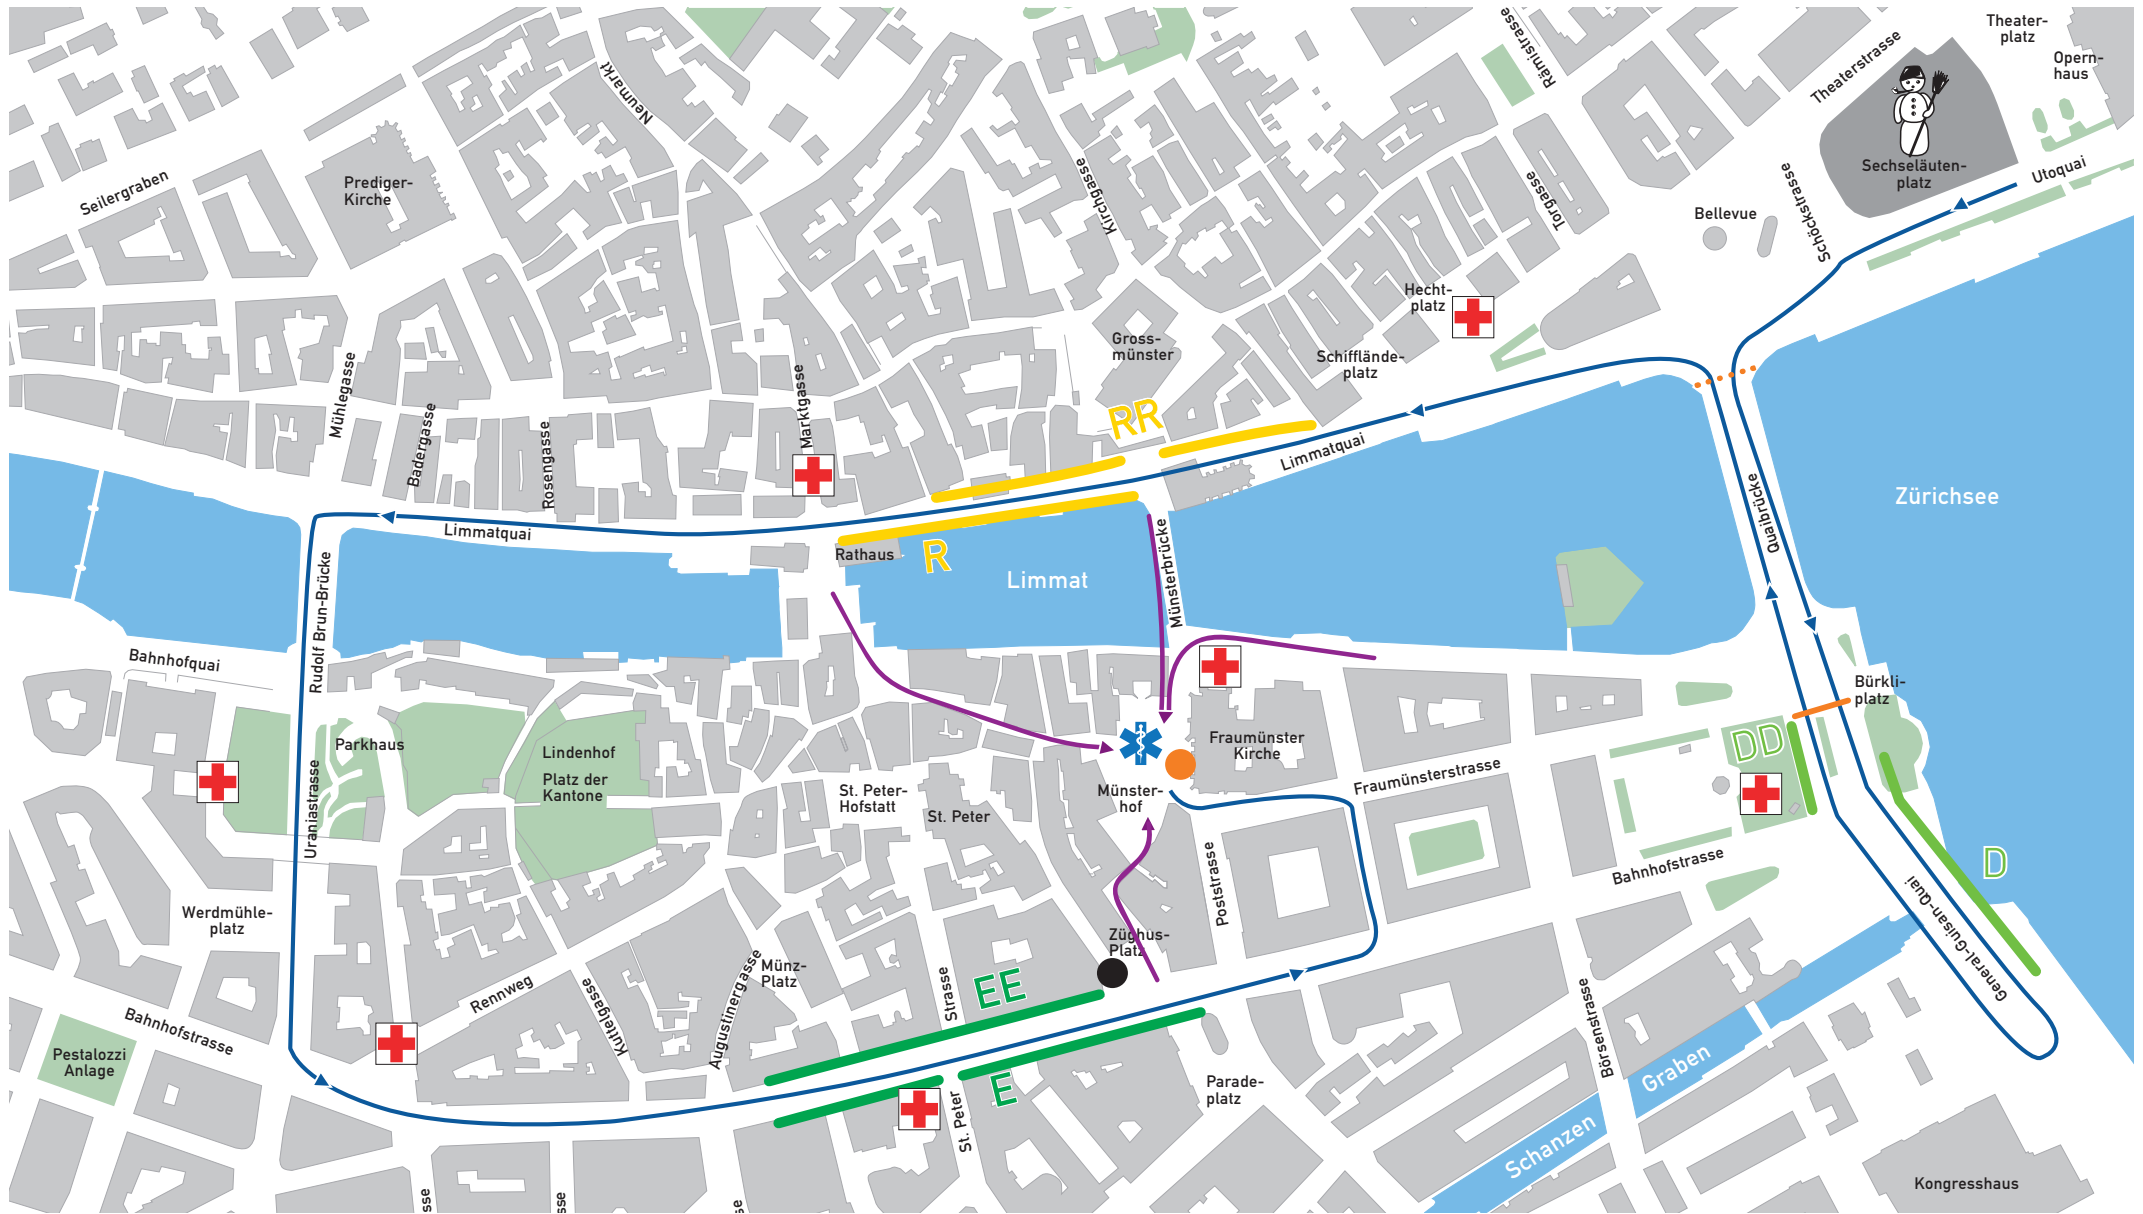 Theater-
platz
Opern-
haus
Theaterstrasse
Rämistrasse
Neumarkt
Sechseläuten-
platz
Utoquai
Prediger-
Kirche
Seilergraben
Kirchgasse
Torgasse
Schöckstrasse
Bellevue
Hecht-
platz
Gross-
münster
Schifflände-
platz
Mühlegasse
Badergasse
Rosengasse
Marktgasse
RR
Limmatquai
Zürichsee
Quaibrücke
Limmatquai
Rathaus
R
Limmat
Münsterbrücke
Rudolf Brun-Brücke
Bahnhofquai
Bürkli-
platz
Parkhaus
Lindenhof
Platz der
Kantone
Fraumünster
Kirche
DD
Fraumünsterstrasse
Uraniastrasse
St. Peter-
Hofstatt
St. Peter
Münster-
hof
Bahnhofstrasse
D
Poststrasse
General-Guisan-Quai
Werdmühle-
platz
Züghus-
Platz
Münz-
Platz
Augustinergasse
Rennweg
Kuttelgasse
Strasse
EE
Bahnhofstrasse
Pestalozzi
Anlage
Börsenstrasse
Graben
E
Parade-
platz
St. Peter
Schanzen
Kongresshaus
sse
sse
se